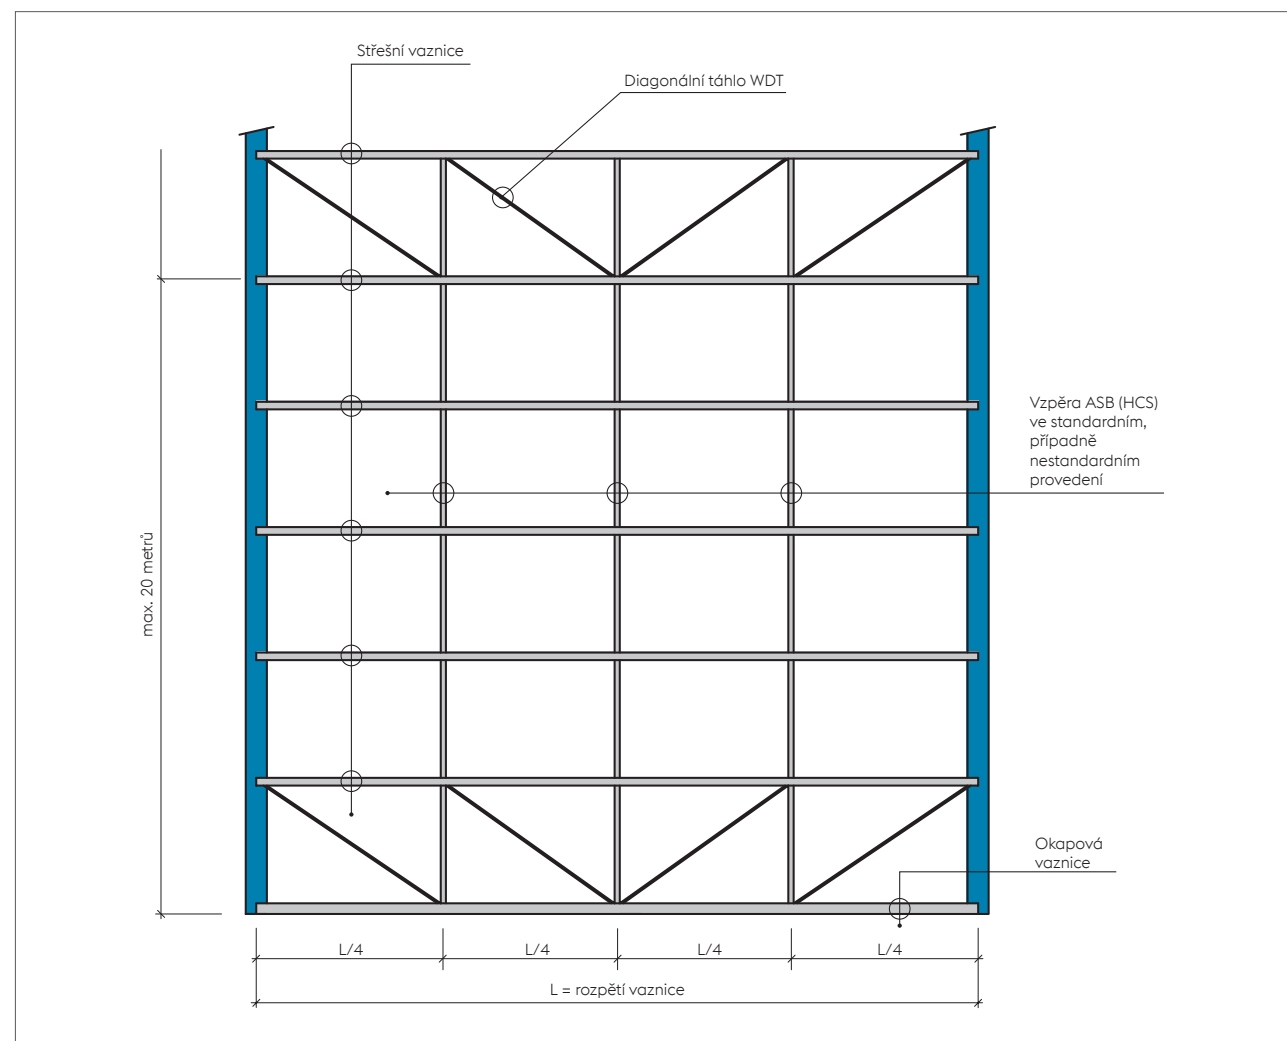 Střešní vaznice
Diagonální táhlo WDT
Vzpěra ASB (HCS)
ve standardním,
případně
nestandardním
provedení
max. 20 metrů
Okapová
vaznice
L/4
L/4
L/4
L/4
L = rozpětí vaznice